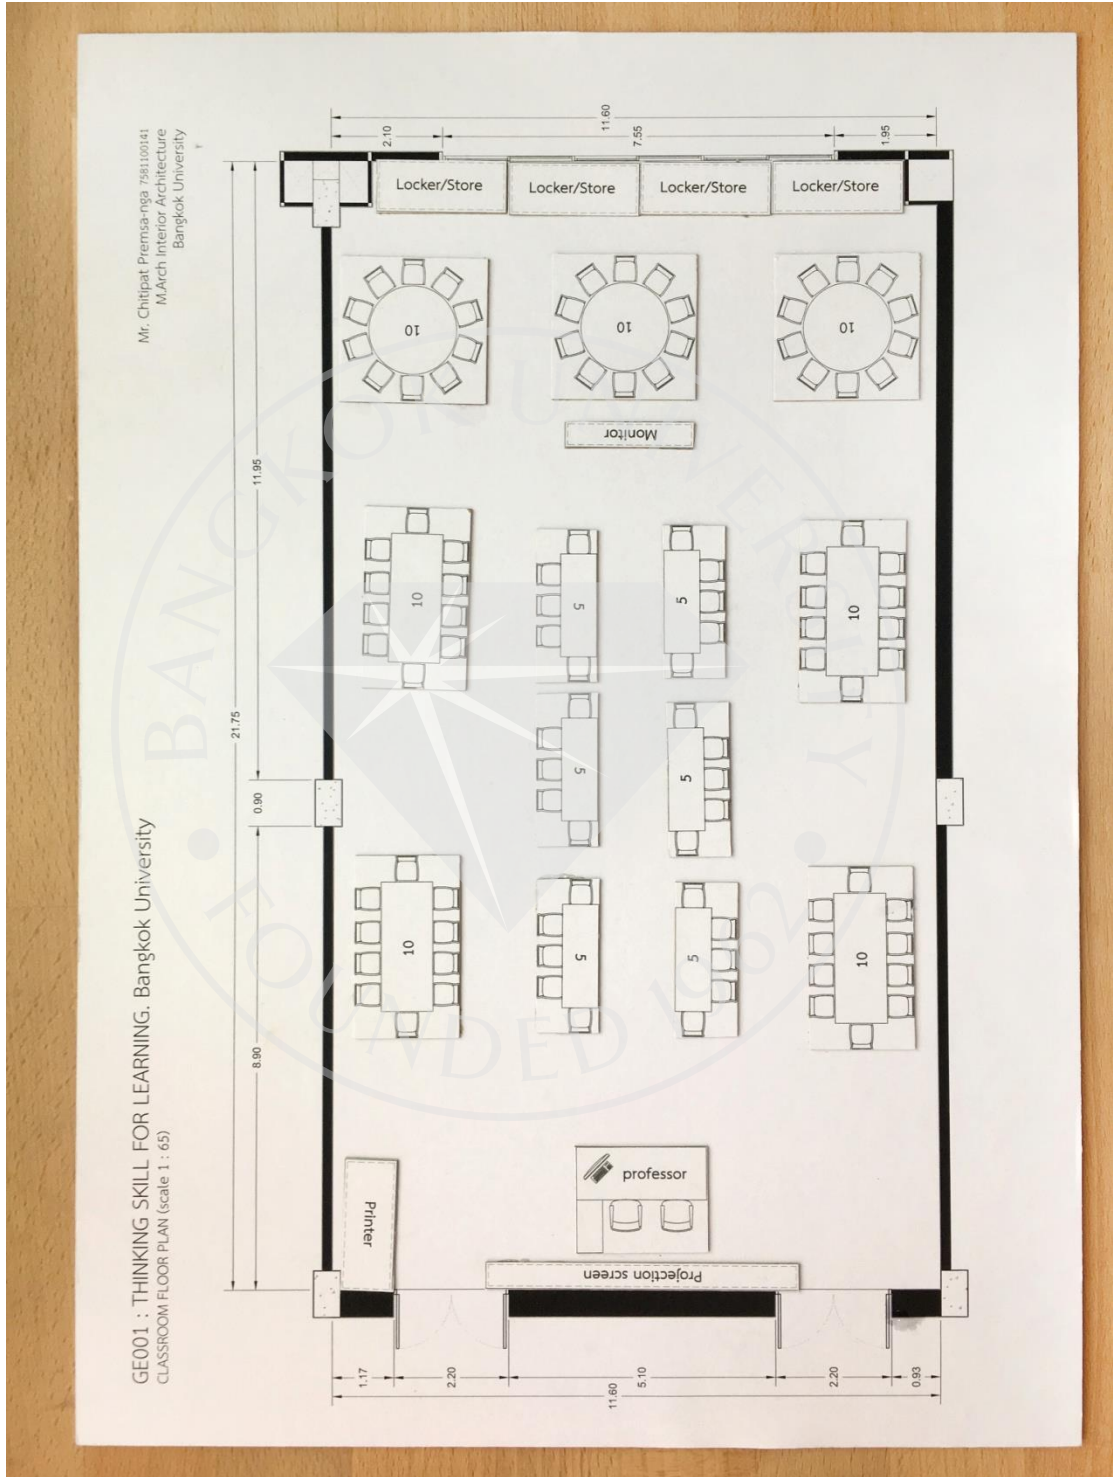 GE001 : THINKING SKILL FOR LEARNING. Bangkok University
CLASSROOM FLOOR PLAN (scale 1 : 65)
Mr. Chitipat Premsa-nga 7581100141
M.Arch Interior Architecture
Bangkok University
11.60
2.10
7.55
1.95
21.75
11.95
0.90
8.90
Locker/Store
Locker/Store
Locker/Store
Locker/Store
10
10
10
Monitor
10
5
5
10
5
5
10
5
5
10
professor
Printer
Projection screen
1.17
2.20
5.10
2.20
0.93
11.60
BANGKOK UNIVERSITY
FOUNDED 1962